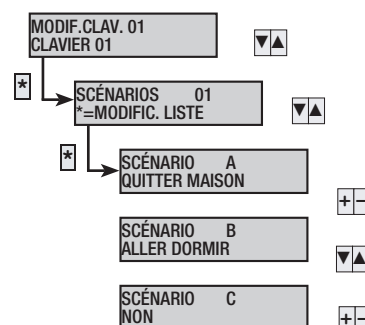 MODIF.CLAV. 01
CLAVIER 01
▼▲
*
SCÉNARIOS 01
*=MODIFIC. LISTE
▼▲
*
SCÉNARIO A
QUITTER MAISON
+-
SCÉNARIO B
ALLER DORMIR
▼▲
SCÉNARIO C
NON
+-